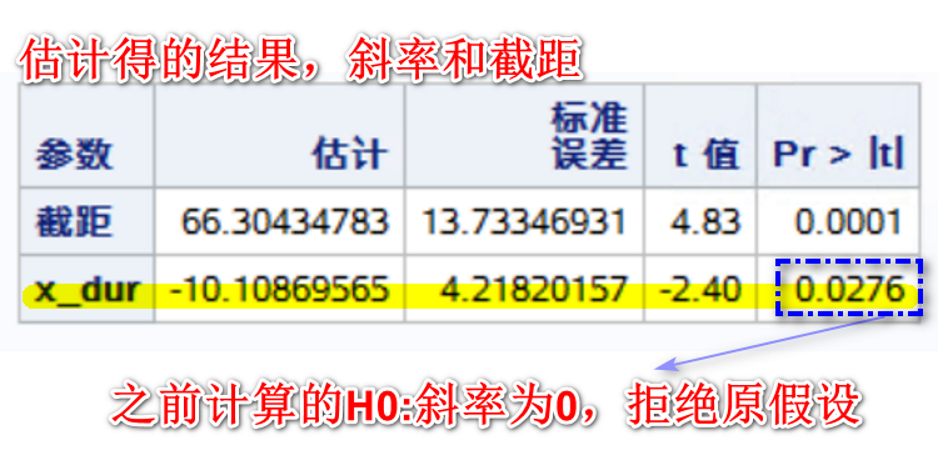 估计得的结果，斜率和截距
参数 估计 标准误差 t 值 Pr > |t|
截距 66.30434783 13.73346931 4.83 0.0001
x_dur -10.10869565 4.21820157 -2.40 0.0276
之前计算的H0:斜率为0，拒绝原假设